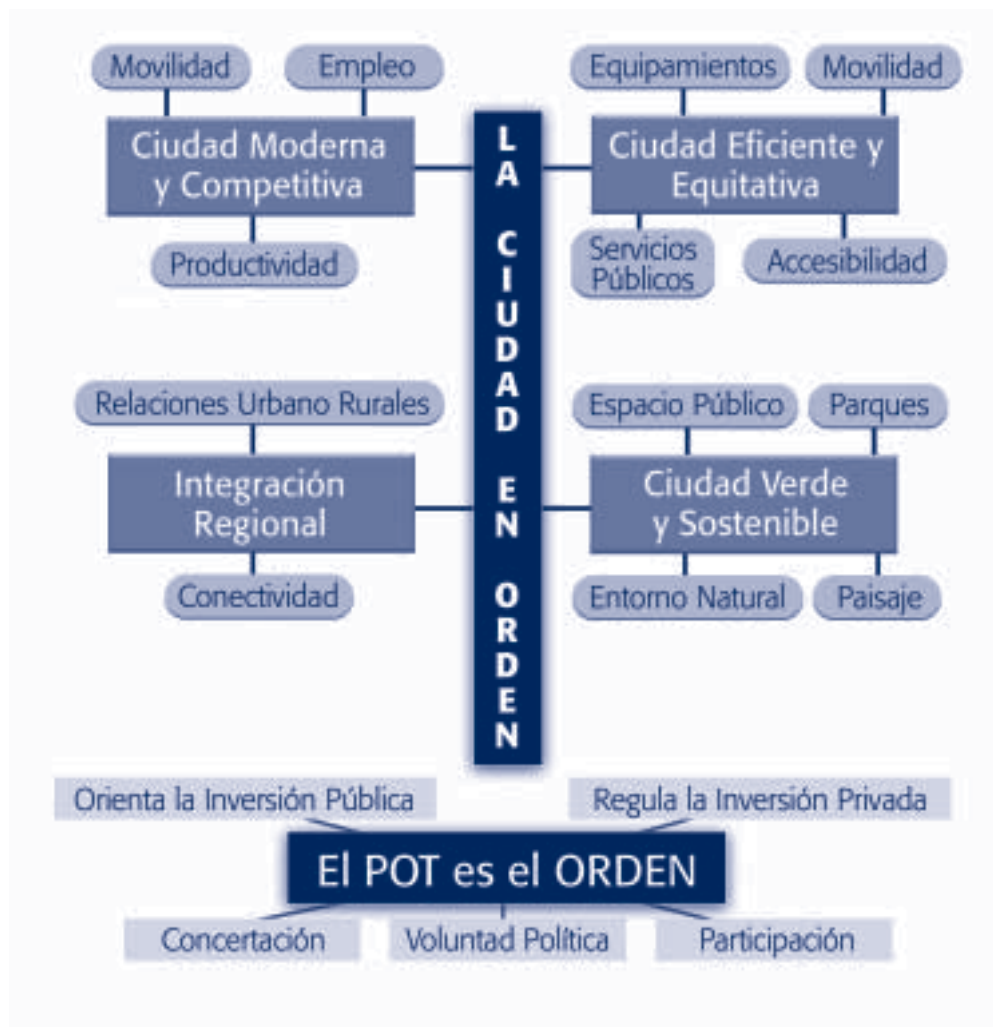 Movilidad
Empleo
Ciudad Moderna
y Competitiva
Productividad
Equipamientos
Movilidad
Ciudad Eficiente y
Equitativa
Servicios
Públicos
Accesibilidad
LA CIUDAD EN ORDEN
Relaciones Urbano Rurales
Integración
Regional
Conectividad
Espacio Público
Parques
Ciudad Verde
y Sostenible
Entorno Natural
Paisaje
Orienta la Inversión Pública
Regula la Inversión Privada
El POT es el ORDEN
Concertación
Voluntad Política
Participación